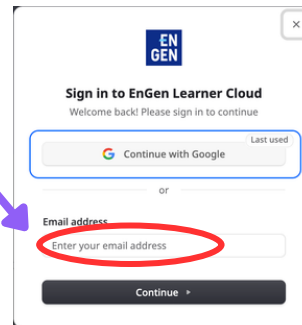 EN
GEN
Sign in to EnGen Learner Cloud
Welcome back! Please sign in to continue
Last used
Continue with Google
or
Email address
Enter your email address
Continue